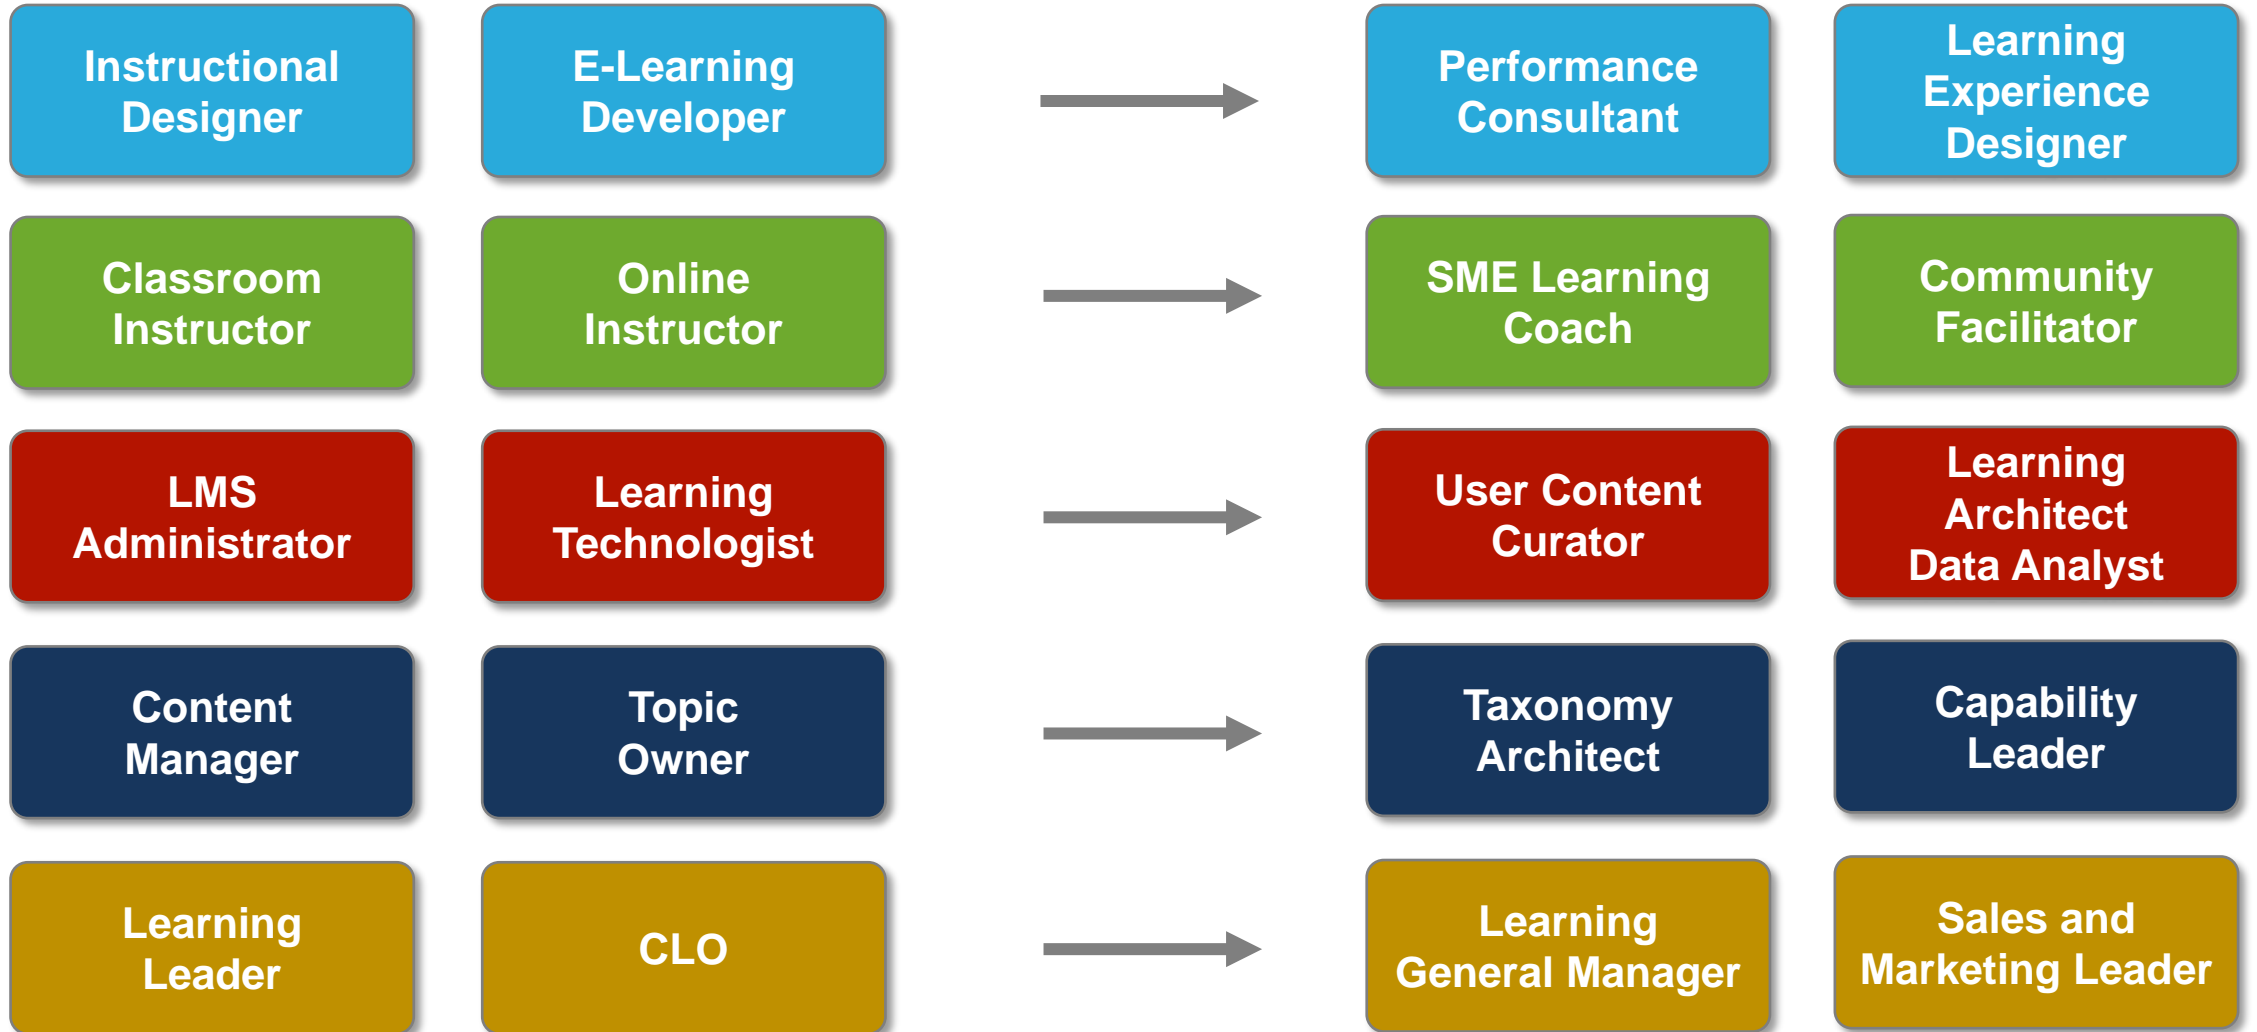 Instructional
Designer
E-Learning
Developer
Performance
Consultant
Learning
Experience
Designer
Classroom
Instructor
Online
Instructor
SME Learning
Coach
Community
Facilitator
LMS
Administrator
Learning
Technologist
User Content
Curator
Learning
Architect
Data Analyst
Content
Manager
Topic
Owner
Taxonomy
Architect
Capability
Leader
Learning
Leader
CLO
Learning
General Manager
Sales and
Marketing Leader